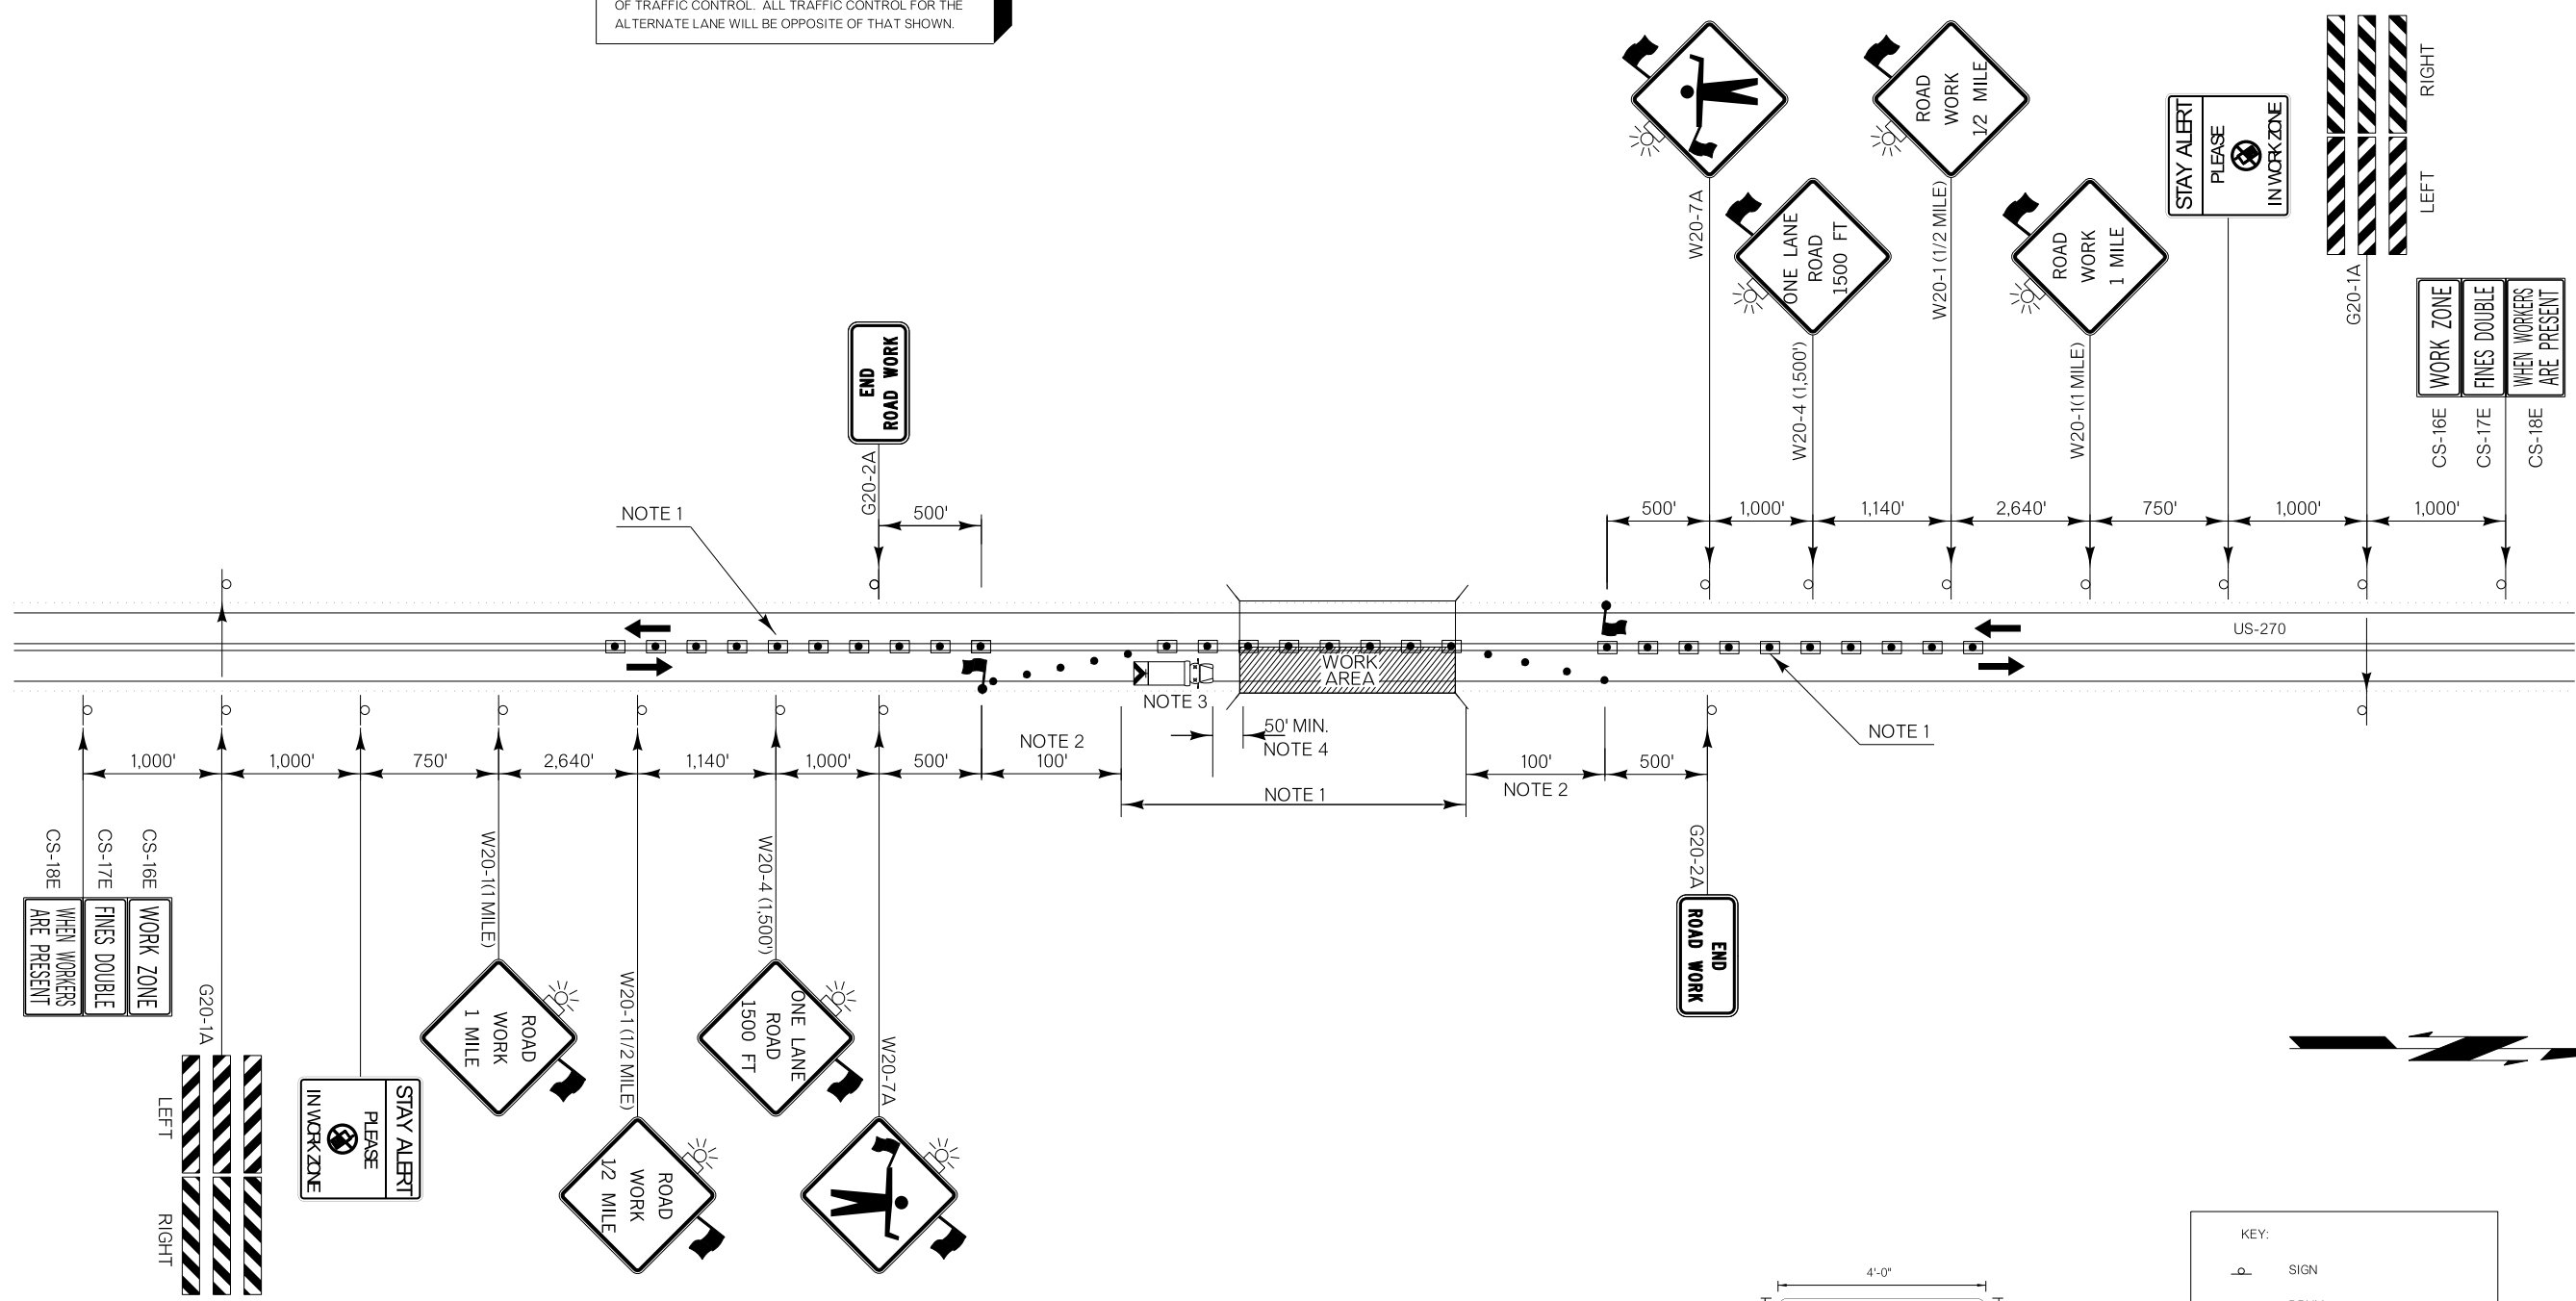 OF TRAFFIC CONTROL. ALL TRAFFIC CONTROL FOR THE
ALTERNATE LANE WILL BE OPPOSITE OF THAT SHOWN.
W20-7A
ROAD
WORK
1/2 MILE
W20-1 (1/2 MILE)
ONE LANE
ROAD
1500 FT
W20-4 (1,500')
ROAD
WORK
1 MILE
W20-1(1 MILE)
STAY ALERT
PLEASE
IN WORK ZONE
RIGHT
LEFT
G20-1A
WORK ZONE
FINES DOUBLE
WHEN WORKERS
ARE PRESENT
CS-16E
CS-17E
CS-18E
END
ROAD WORK
G20-2A
NOTE 1
500'
500'
1,000'
1,140'
2,640'
750'
1,000'
1,000'
US-270
WORK
AREA
NOTE 3
50' MIN.
NOTE 4
NOTE 1
NOTE 2
1,000'
1,000'
750'
2,640'
1,140'
1,000'
500'
100'
100'
500'
NOTE 1
NOTE 2
CS-18E
CS-17E
CS-16E
WORK ZONE
FINES DOUBLE
WHEN WORKERS
ARE PRESENT
G20-1A
LEFT
RIGHT
STAY ALERT
PLEASE
IN WORK ZONE
W20-1(1 MILE)
ROAD
WORK
1 MILE
W20-1 (1/2 MILE)
ROAD
WORK
1/2 MILE
W20-4 (1,500')
ONE LANE
ROAD
1500 FT
W20-7A
G20-2A
END
ROAD WORK
4'-0"
KEY:
SIGN